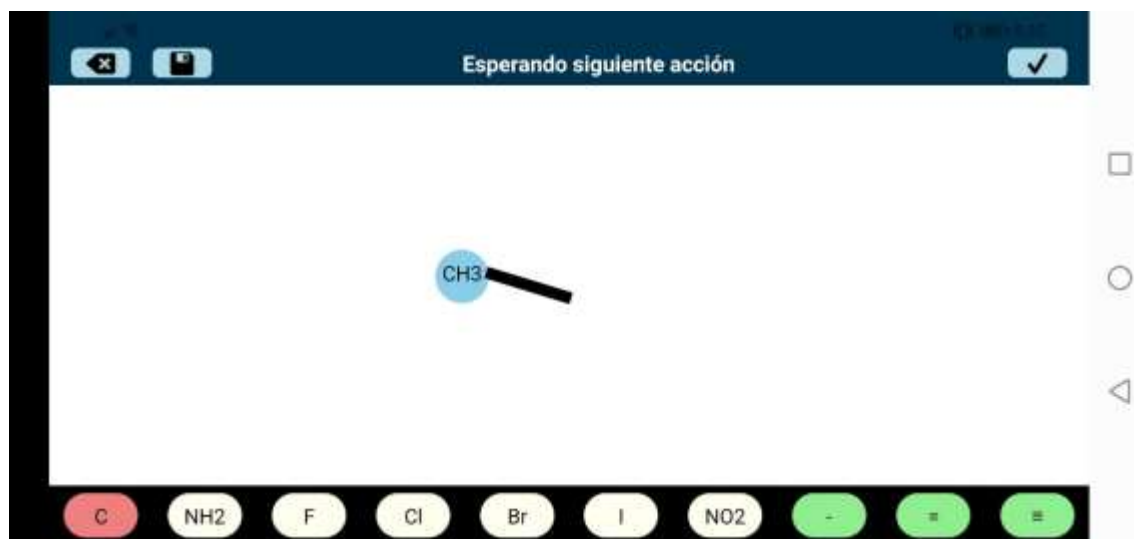 Esperando siguiente acción
CH3
C NH2 F Cl Br I NO2 - = ≡